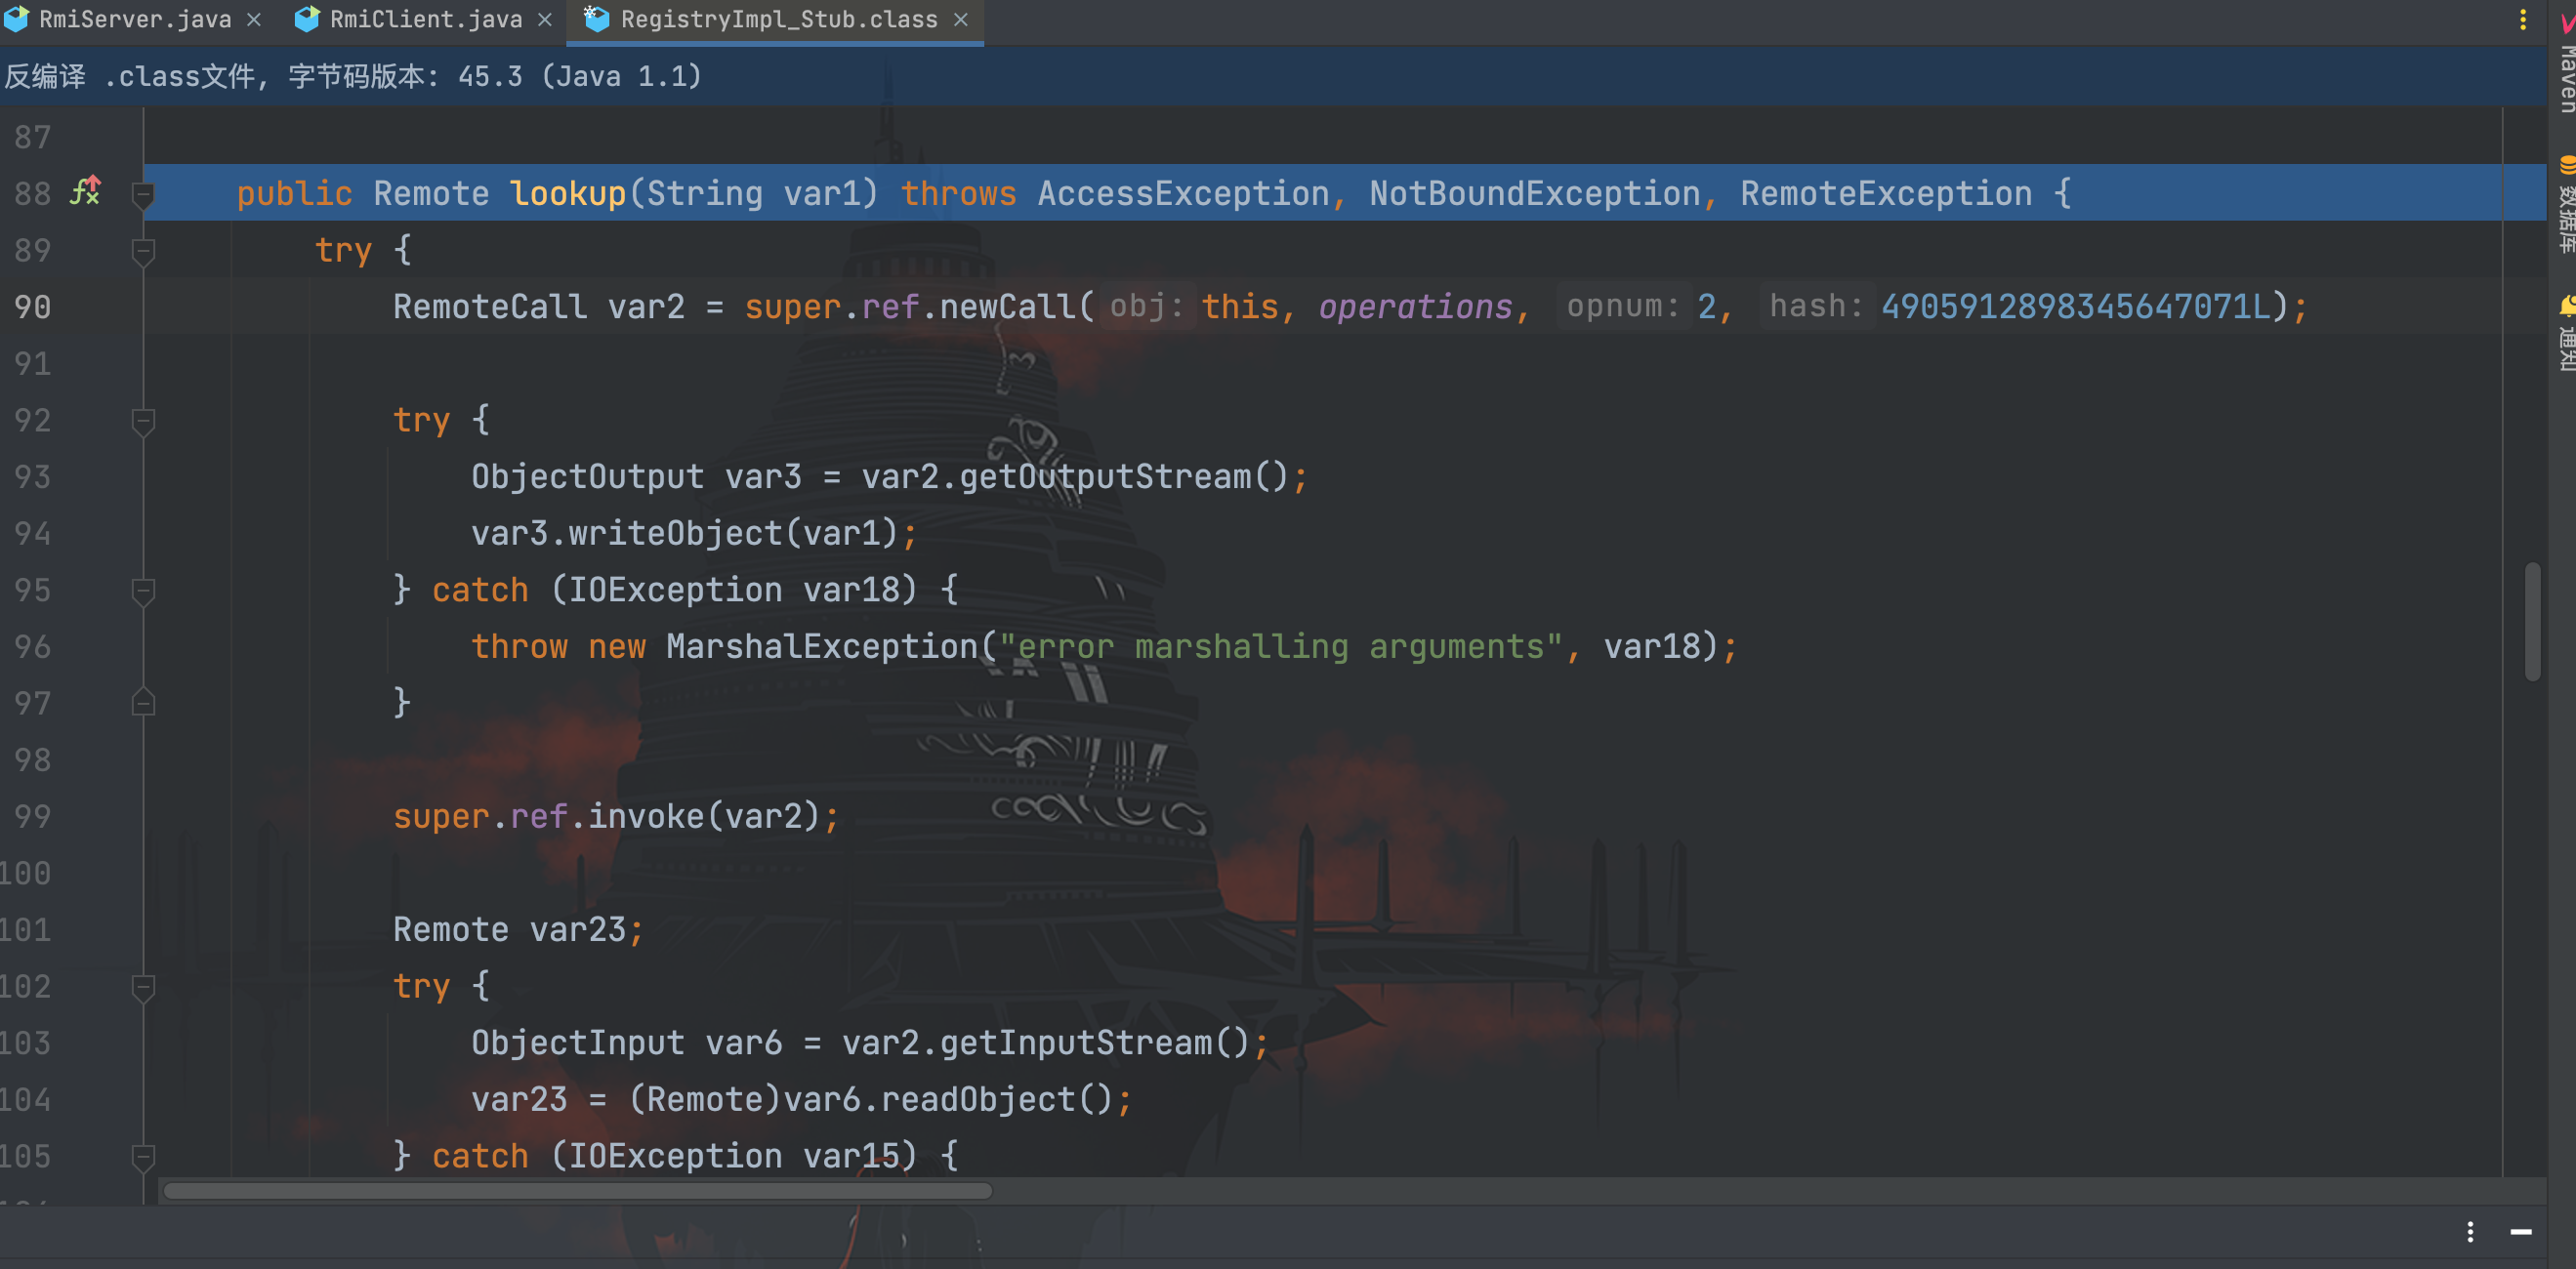 RmiServer.java × RmiClient.java × RegistryImpl_Stub.class ×
反编译 .class文件, 字节码版本: 45.3 (Java 1.1)
87
88 public Remote lookup(String var1) throws AccessException, NotBoundException, RemoteException {
89 try {
90 RemoteCall var2 = super.ref.newCall( obj: this, operations, opnum: 2, hash: 4905912898345647071L);
91
92 try {
93 ObjectOutput var3 = var2.getOutputStream();
94 var3.writeObject(var1);
95 } catch (IOException var18) {
96 throw new MarshalException("error marshalling arguments", var18);
97 }
98
99 super.ref.invoke(var2);
100
101 Remote var23;
102 try {
103 ObjectInput var6 = var2.getInputStream();
104 var23 = (Remote)var6.readObject();
105 } catch (IOException var15) {
Maven
数据库
通知